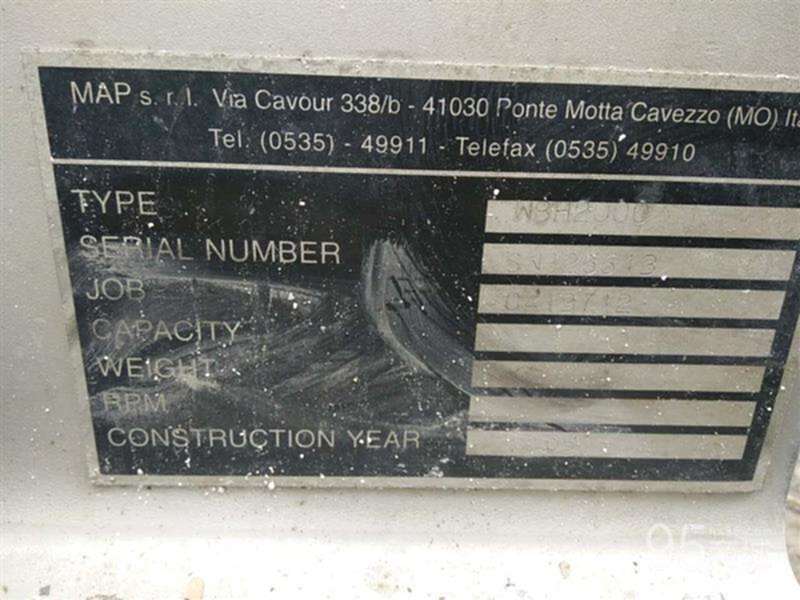 MAP s. r. l. Via Cavour 338/b - 41030 Ponte Motta Cavezzo (MO) Ita
Tel. (0535) - 49911 - Telefax (0535) 49910
TYPE
SERIAL NUMBER
JOB
CAPACITY
WEIGHT
RPM
CONSTRUCTION YEAR